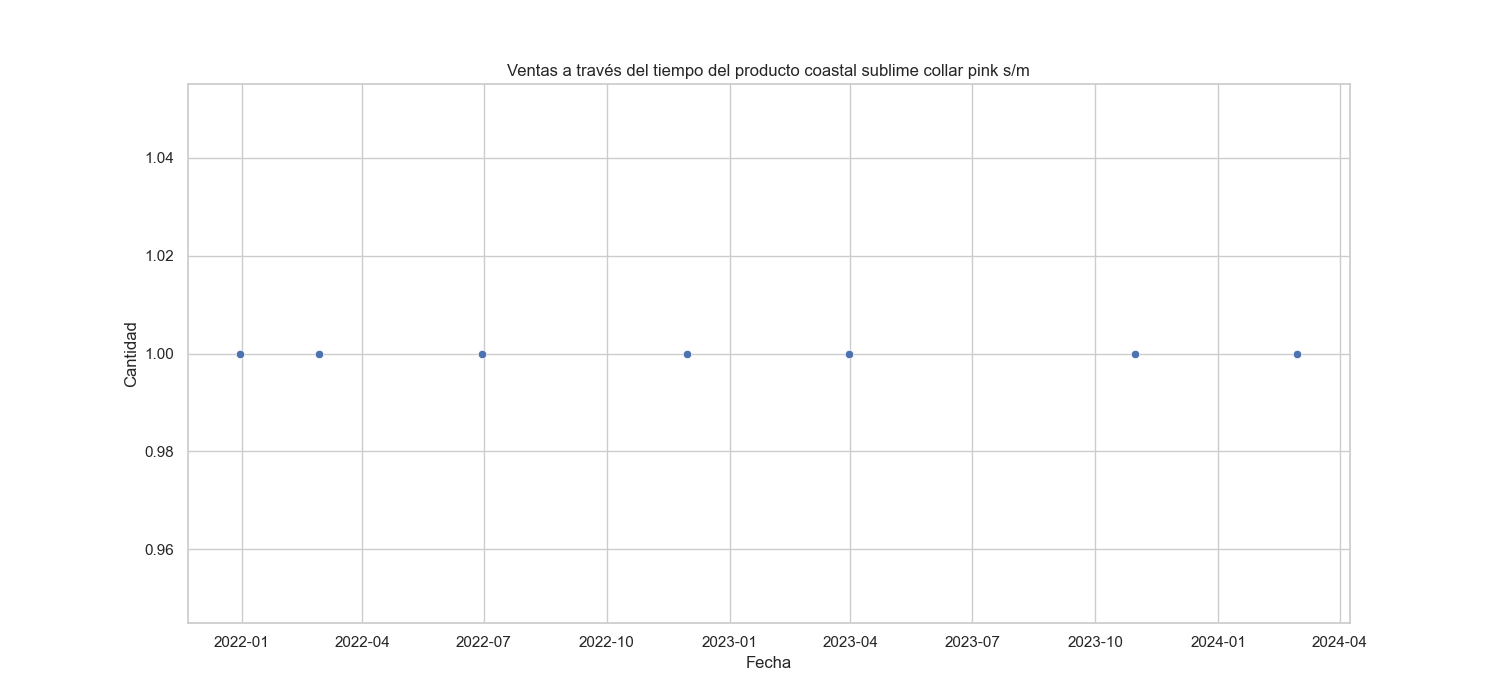 Ventas a través del tiempo del producto coastal sublime collar pink s/m
1.04
1.02
1.00
0.98
0.96
Cantidad
2022-01 2022-04 2022-07 2022-10 2023-01 2023-04 2023-07 2023-10 2024-01 2024-04
Fecha